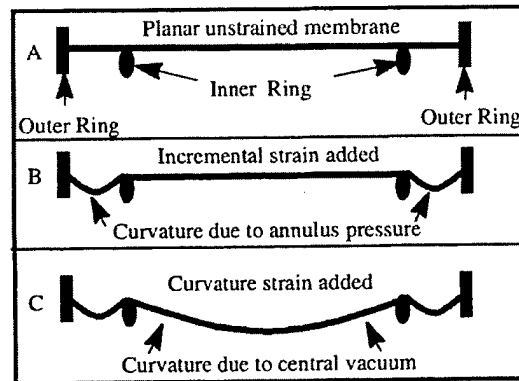 Planar unstrained membrane
A
Inner Ring
Outer Ring
Outer Ring
Incremental strain added
B
Curvature due to annulus pressure
Curvature strain added
C
Curvature due to central vacuum